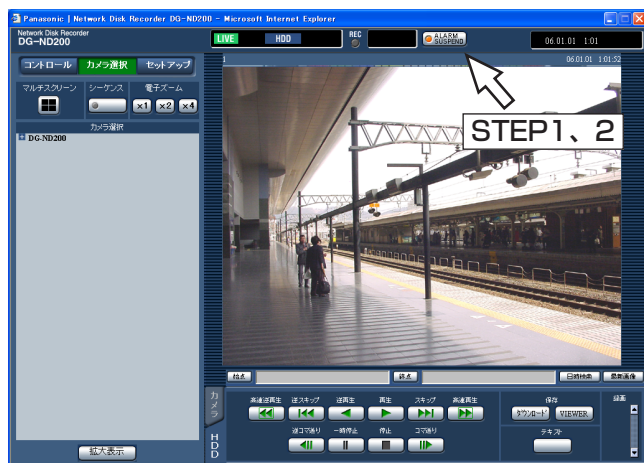 Panasonic | Network Disk Recorder DG-ND200 - Microsoft Internet Explorer
Network Disk Recorder
DG-ND200
LIVE HDD REC ALARM SUSPEND 06.01.01 1:01
コントロール カメラ選択 セットアップ
1 06.01.01 1:01:52
マルチスクリーン シーケンス 電子ズーム
×1 ×2 ×4
STEP1、2
カメラ選択
DG-ND200
始点 終点 日時検索 最新画像
カメラ
HDD
高速逆再生 逆スキップ 逆再生 再生 スキップ 高速再生 保存 録画
ダウンロード VIEWER
逆コマ送り 一時停止 停止 コマ送り テキスト
拡大表示